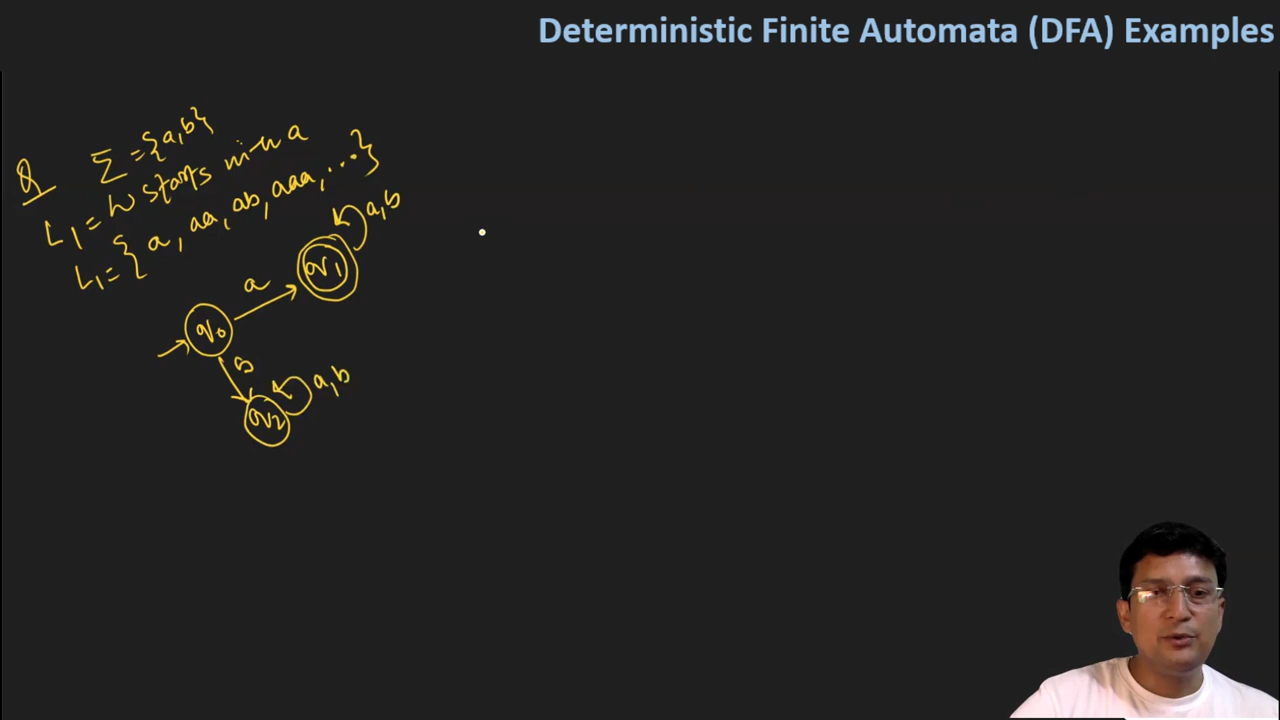 Deterministic Finite Automata (DFA) Examples
Q Σ = {a,b}
L1 = W starts with a
L1 = {a, aa, ab, aaa, ...}
a,b
q1
a
q0
b
a,b
q2